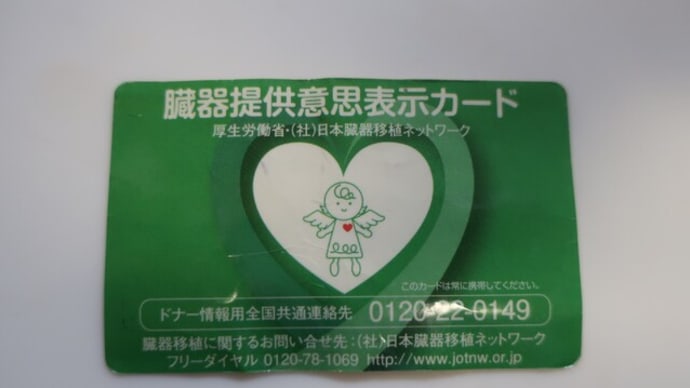 臓器提供意思表示カード
厚生労働省・(社)日本臓器移植ネットワーク
このカードは常に携帯してください。
ドナー情報用全国共通連絡先 0120-22-0149
臓器移植に関するお問い合せ先:(社)日本臓器移植ネットワーク
フリーダイヤル 0120-78-1069 http://www.jotnw.or.jp